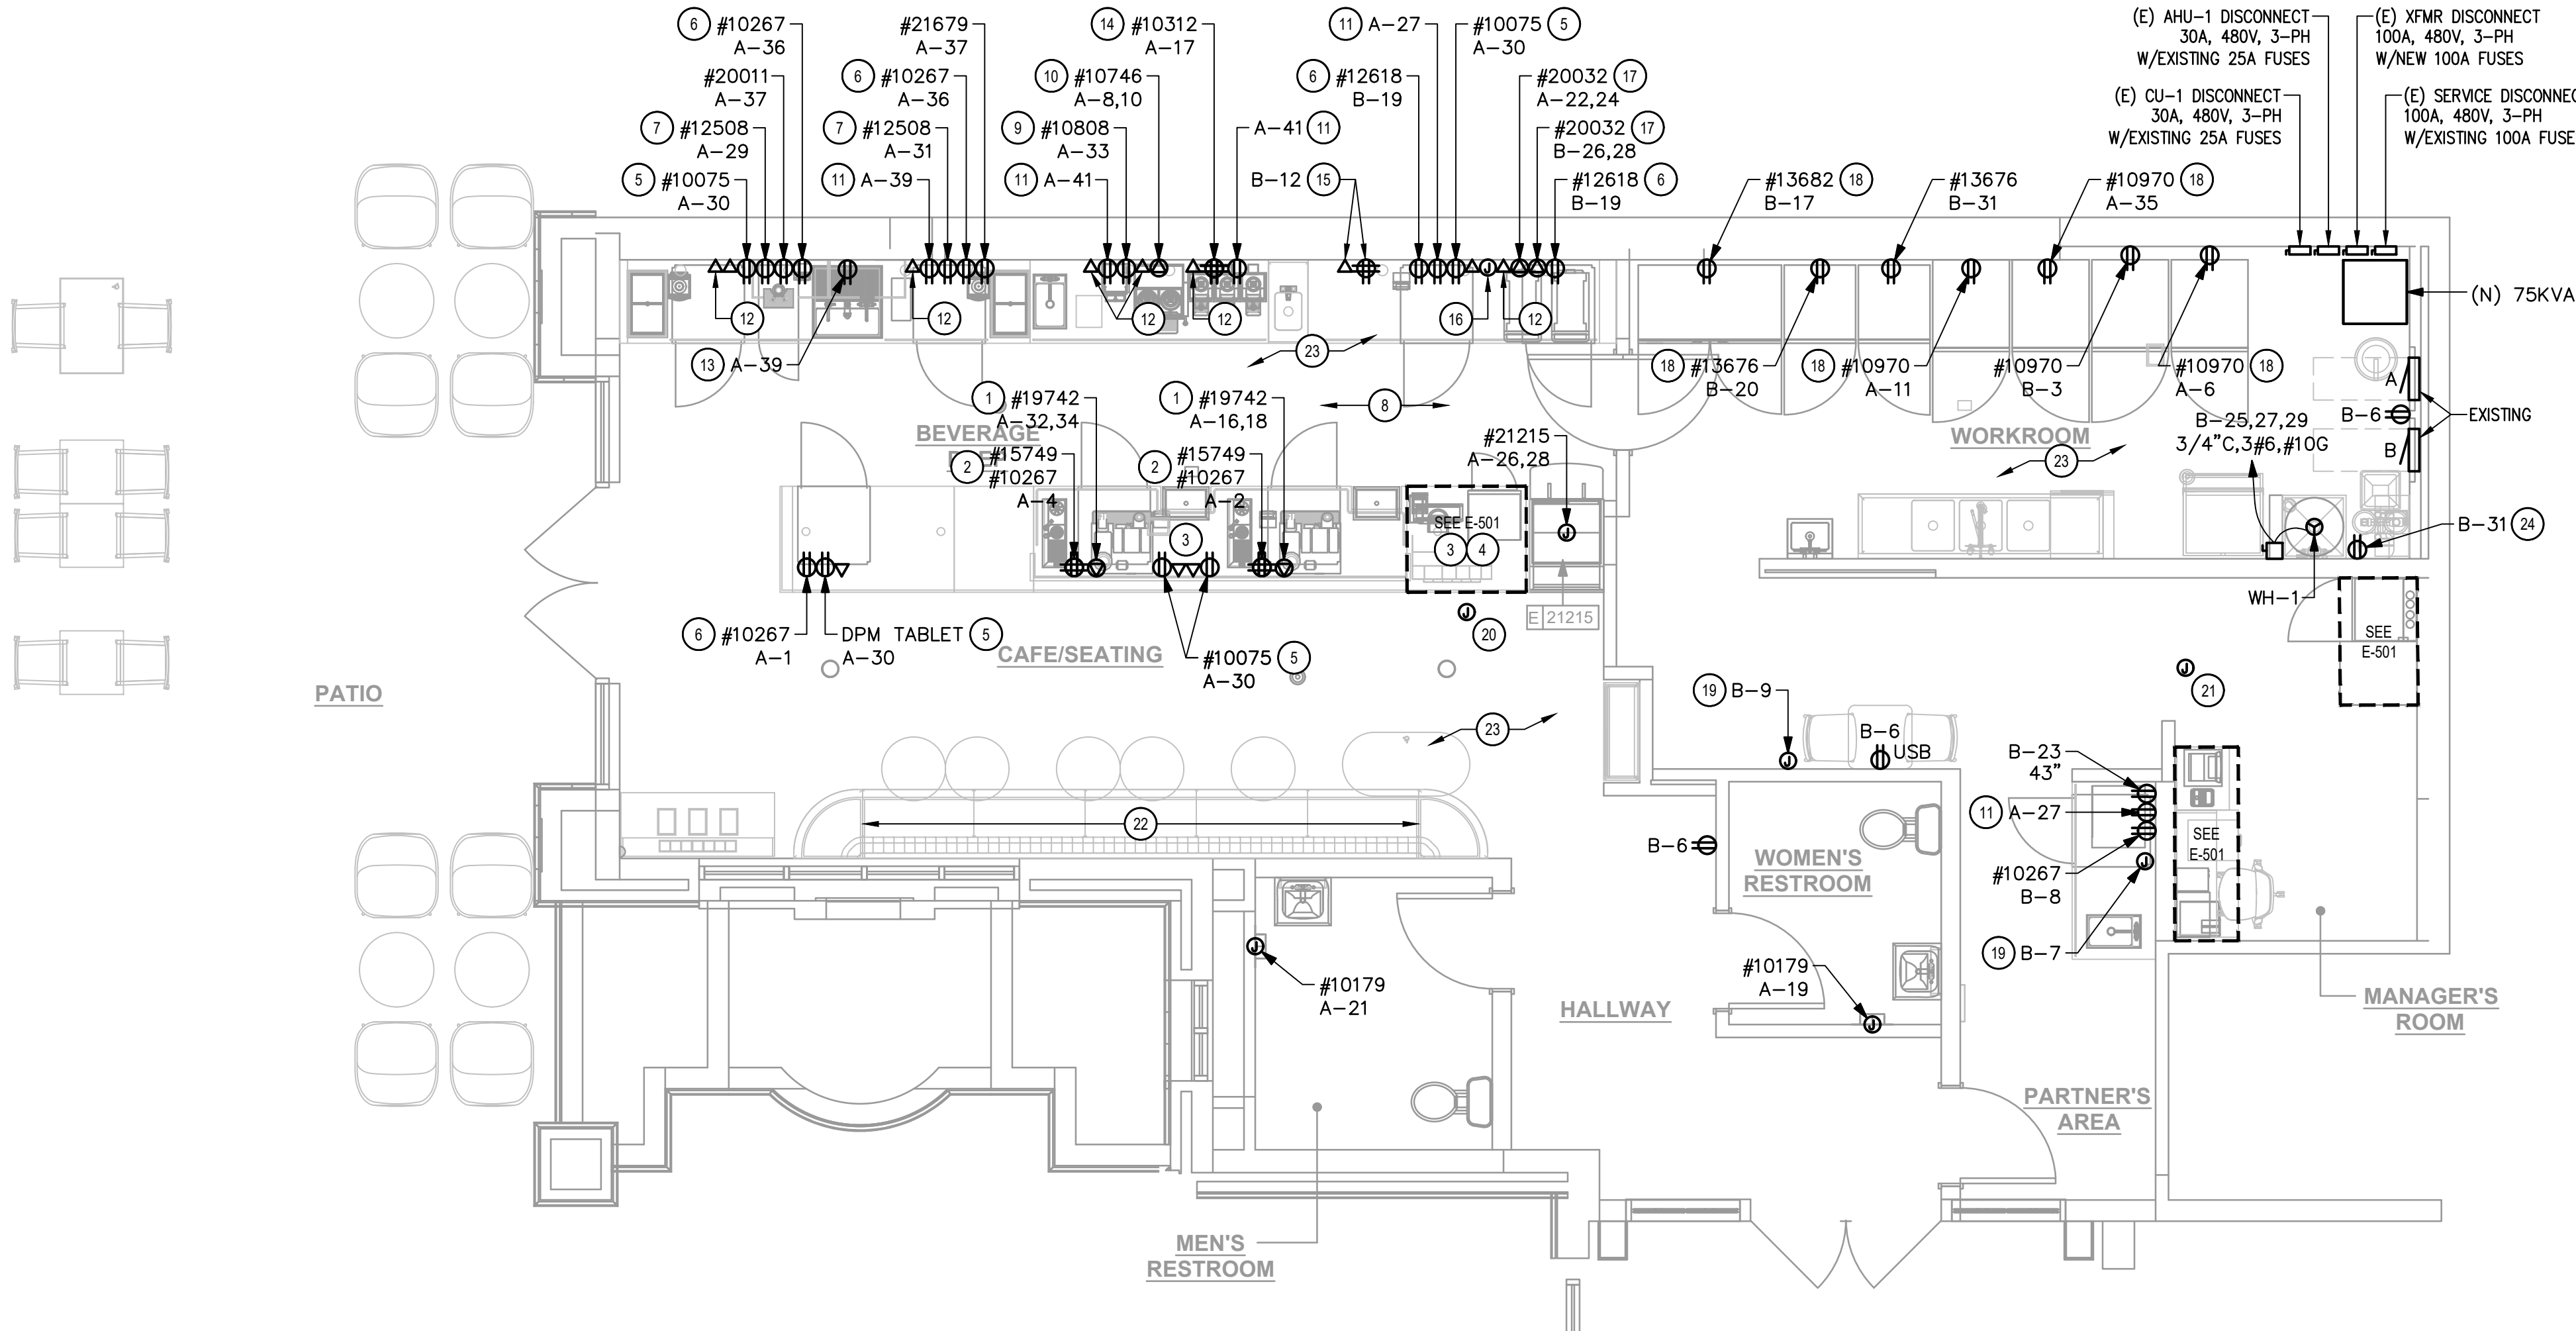 6 #10267
A-36
#21679
A-37
14 #10312
A-17
11 A-27
#10075 5
A-30
(E) AHU-1 DISCONNECT
30A, 480V, 3-PH
W/EXISTING 25A FUSES
(E) XFMR DISCONNECT
100A, 480V, 3-PH
W/NEW 100A FUSES
#20011
A-37
6 #10267
A-36
10 #10746
A-8,10
6 #12618
B-19
#20032 17
A-22,24
(E) CU-1 DISCONNECT
30A, 480V, 3-PH
W/EXISTING 25A FUSES
(E) SERVICE DISCONNEC
100A, 480V, 3-PH
W/EXISTING 100A FUSE
7 #12508
A-29
7 #12508
A-31
9 #10808
A-33
A-41 11
#20032 17
B-26,28
5 #10075
A-30
11 A-39
11 A-41
B-12 15
#12618 6
B-19
#13682 18
B-17
#13676
B-31
#10970 18
A-35
J
(N) 75KVA
12
12
12
12
16
12
23
13 A-39
18 #13676
B-20
18 #10970
A-11
#10970
B-3
#10970 18
A-6
A
1 #19742
A-32,34
1 #19742
A-16,18
8
B-6
EXISTING
BEVERAGE
#21215
A-26,28
WORKROOM
B-25,27,29
3/4"C,3#6,#10G
B
2 #15749
#10267
A-4
2 #15749
#10267
A-2
23
SEE E-501
3
3 4
J
B-31 24
WH-1
6 #10267
A-1
DPM TABLET 5
A-30
CAFE/SEATING
#10075 5
A-30
J
20
E 21215
SEE
E-501
J
21
PATIO
19 B-9
23
B-6
USB
J
B-23
43"
11 A-27
22
B-6
WOMEN'S
RESTROOM
SEE
E-501
#10267
B-8
J
J
#10179
A-21
#10179
A-19
J
19 B-7
HALLWAY
MANAGER'S
ROOM
PARTNER'S
AREA
MEN'S
RESTROOM